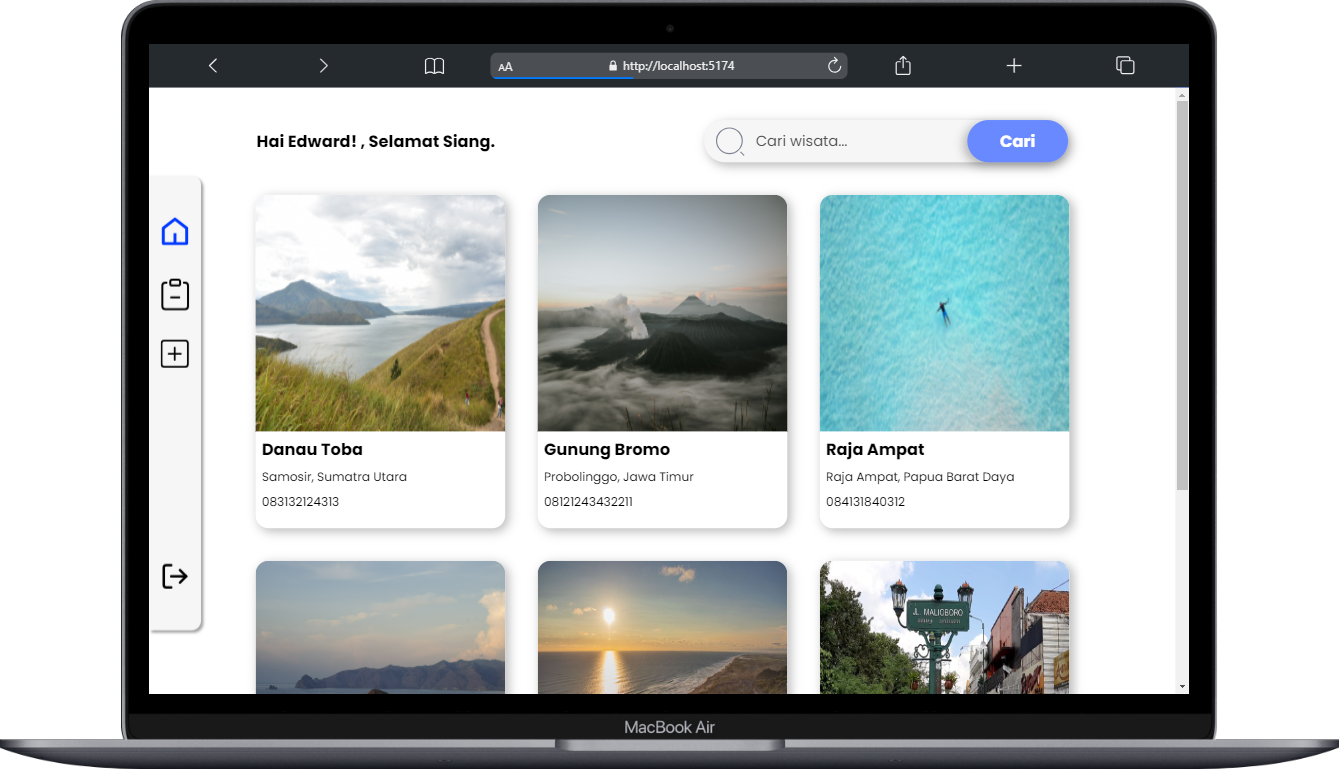 AA
http://localhost:5174
Hai Edward! , Selamat Siang.
Cari wisata...
Cari
Danau Toba
Samosir, Sumatra Utara
083132124313
Gunung Bromo
Probolinggo, Jawa Timur
08121243432211
Raja Ampat
Raja Ampat, Papua Barat Daya
084131840312
JL. MALIOBORO
MacBook Air